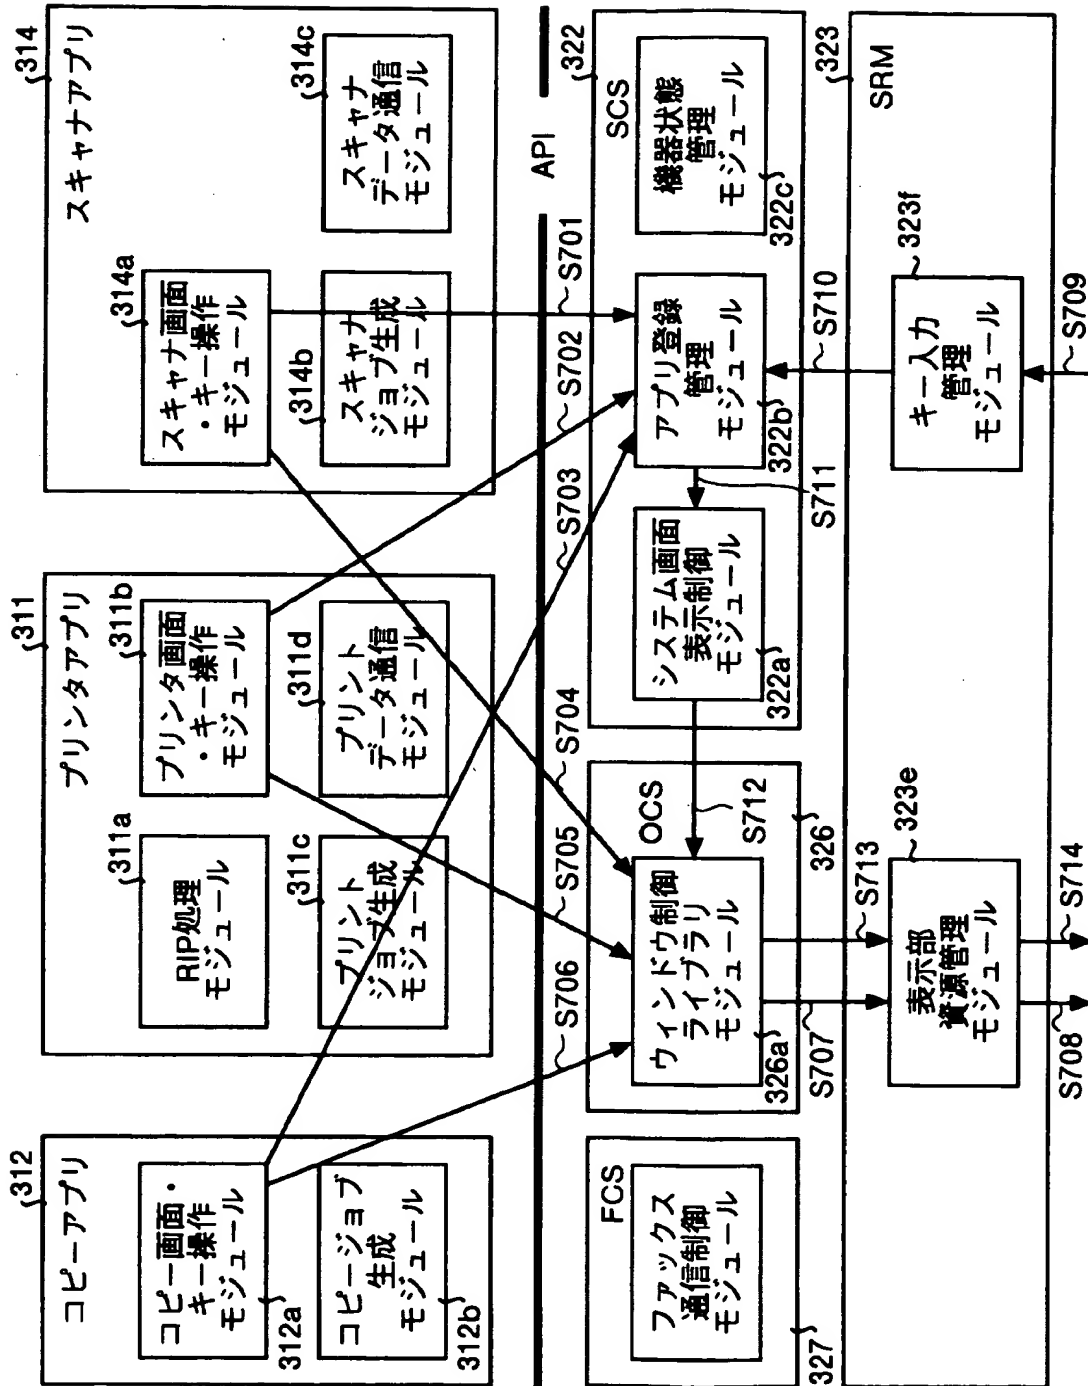 コピーアプリ
312
コピー画面・
キー操作
モジュール
312a
コピージョブ
生成
モジュール
312b
プリンタアプリ
311
RIP処理
モジュール
311a
プリンタ画面
・キー操作
モジュール
311b
プリント
ジョブ生成
モジュール
311c
プリント
データ通信
モジュール
311d
スキャナアプリ
314
スキャナ画面
・キー操作
モジュール
314a
スキャナ
ジョブ生成
モジュール
314b
スキャナ
データ通信
モジュール
314c
S706
S705
S704
S703
S702
S701
API
FCS
ファックス
通信制御
モジュール
327
OCS
ウィンドウ制御
ライブラリ
モジュール
326a
326
S712
SCS
322
システム画面
表示制御
モジュール
322a
アプリ登録
管理
モジュール
322b
機器状態
管理
モジュール
322c
S711
S707
S713
S710
SRM
323
表示部
資源管理
モジュール
323e
キー入力
管理
モジュール
323f
S708
S714
S709